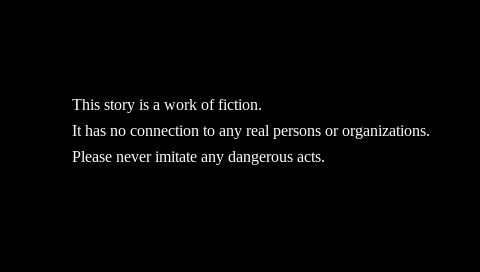 This story is a work of fiction.
It has no connection to any real persons or organizations.
Please never imitate any dangerous acts.